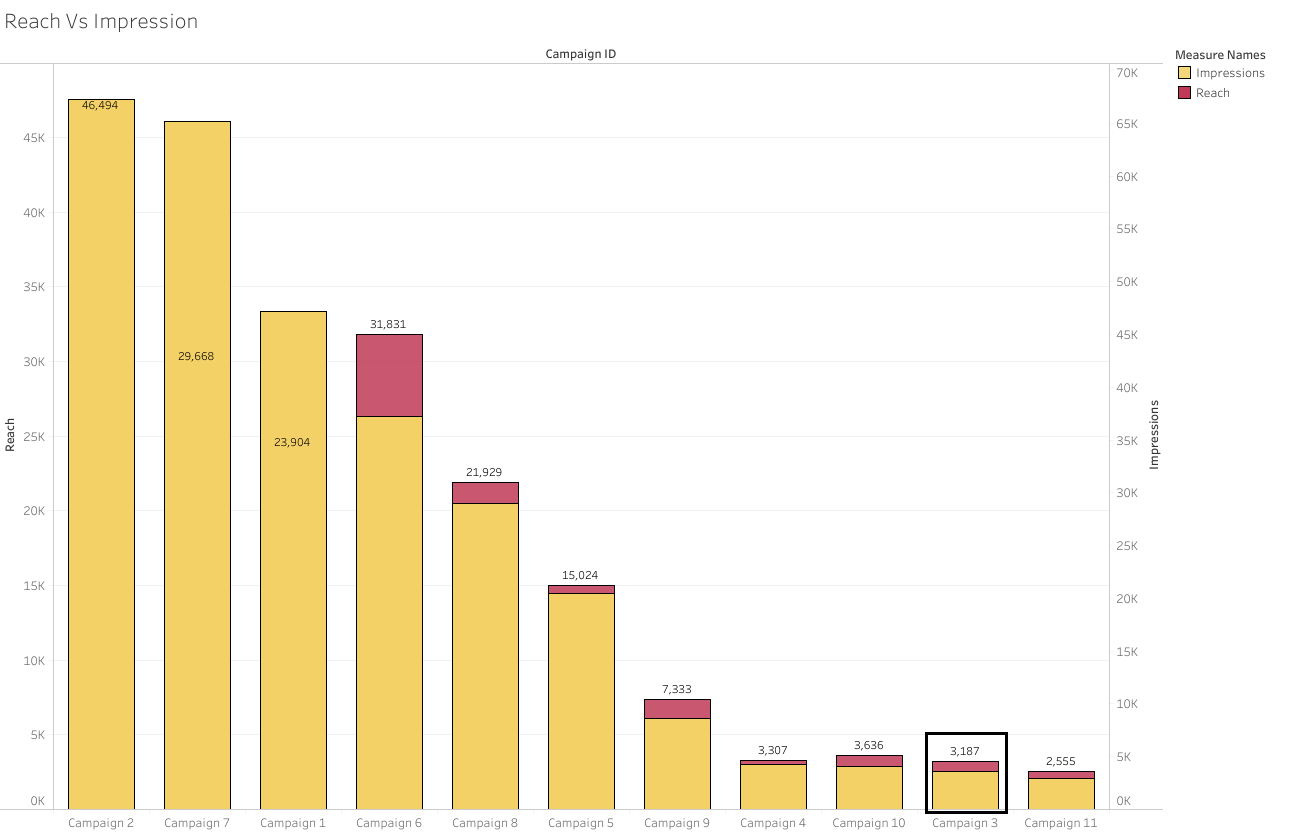 Reach Vs Impression
Campaign ID
Measure Names
Impressions
Reach
46,494
29,668
23,904
31,831
21,929
15,024
7,333
3,307
3,636
3,187
2,555
Reach
45K
40K
35K
30K
25K
20K
15K
10K
5K
0K
Impressions
70K
65K
60K
55K
50K
45K
40K
35K
30K
25K
20K
15K
10K
5K
0K
Campaign 2
Campaign 7
Campaign 1
Campaign 6
Campaign 8
Campaign 5
Campaign 9
Campaign 4
Campaign 10
Campaign 3
Campaign 11